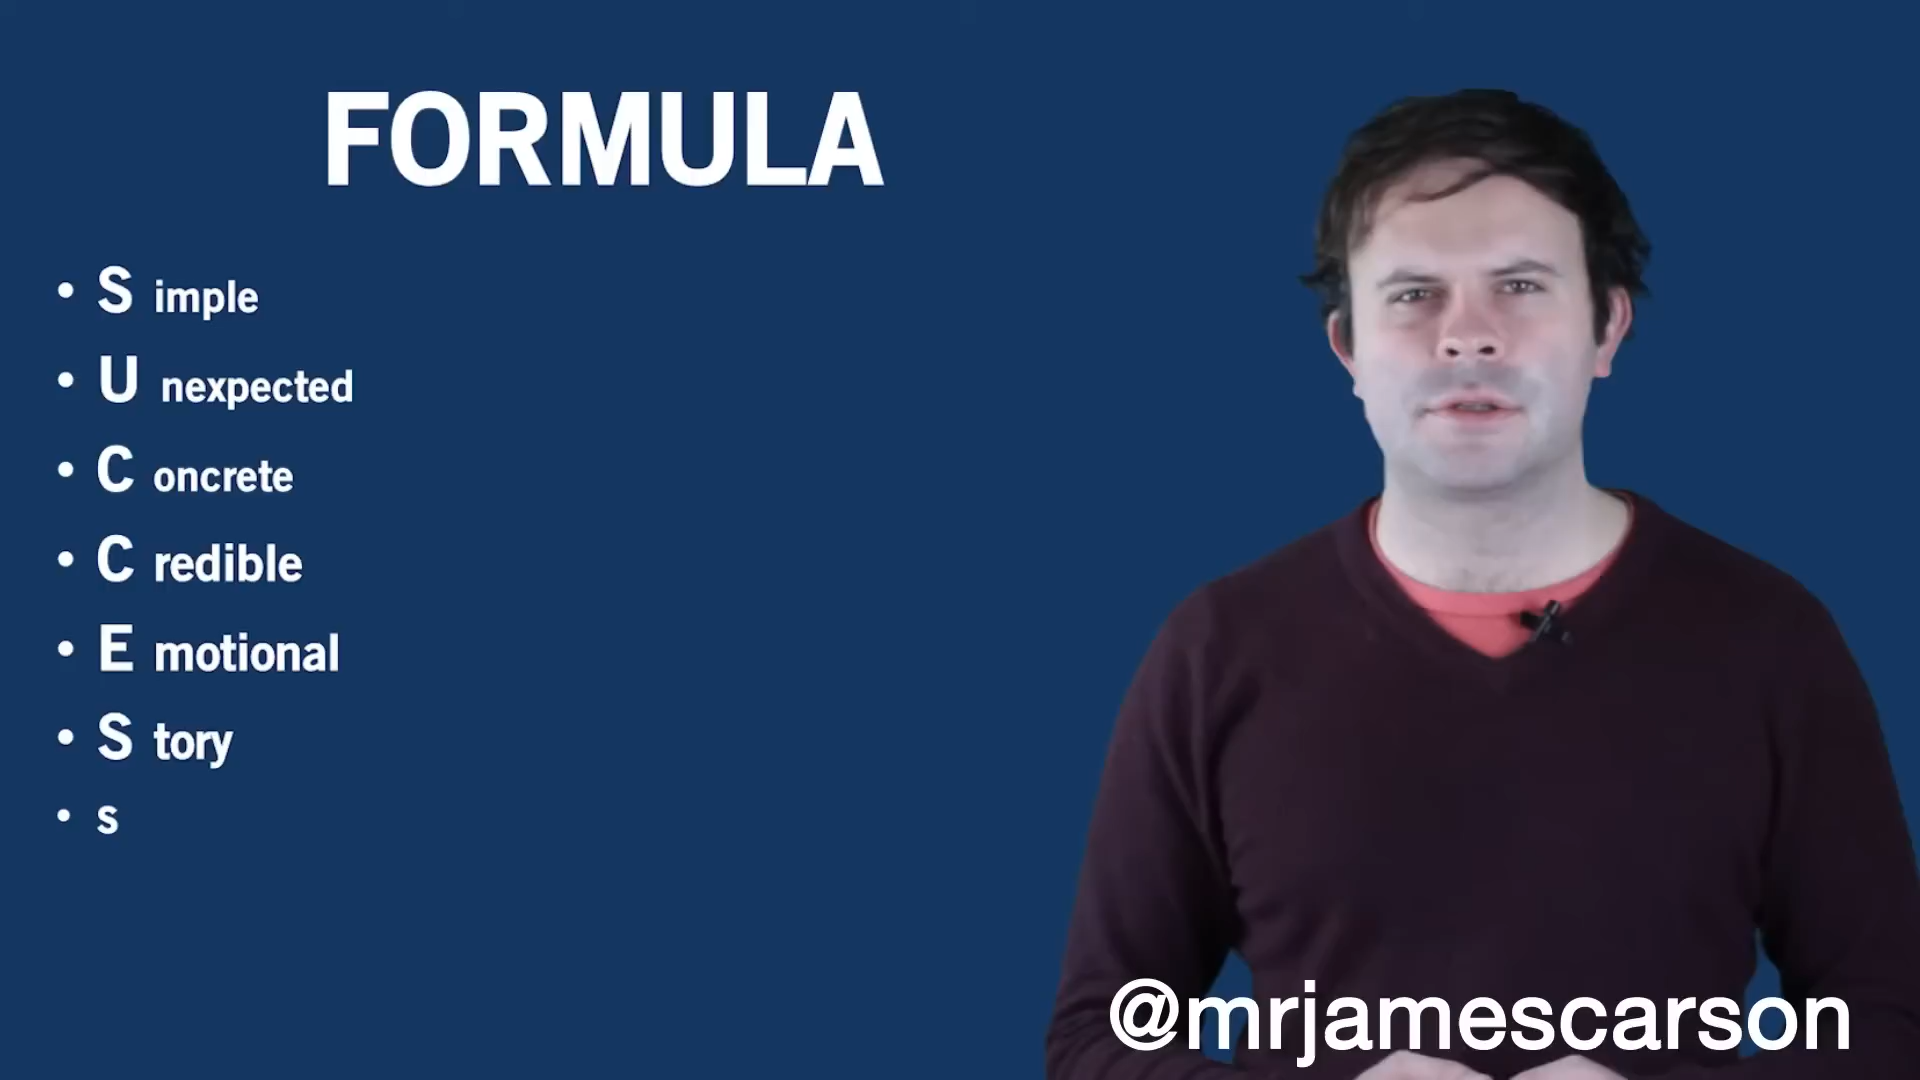 FORMULA
• S imple
• U nexpected
• C oncrete
• C redible
• E motional
• S tory
• s
@mrjamescarson